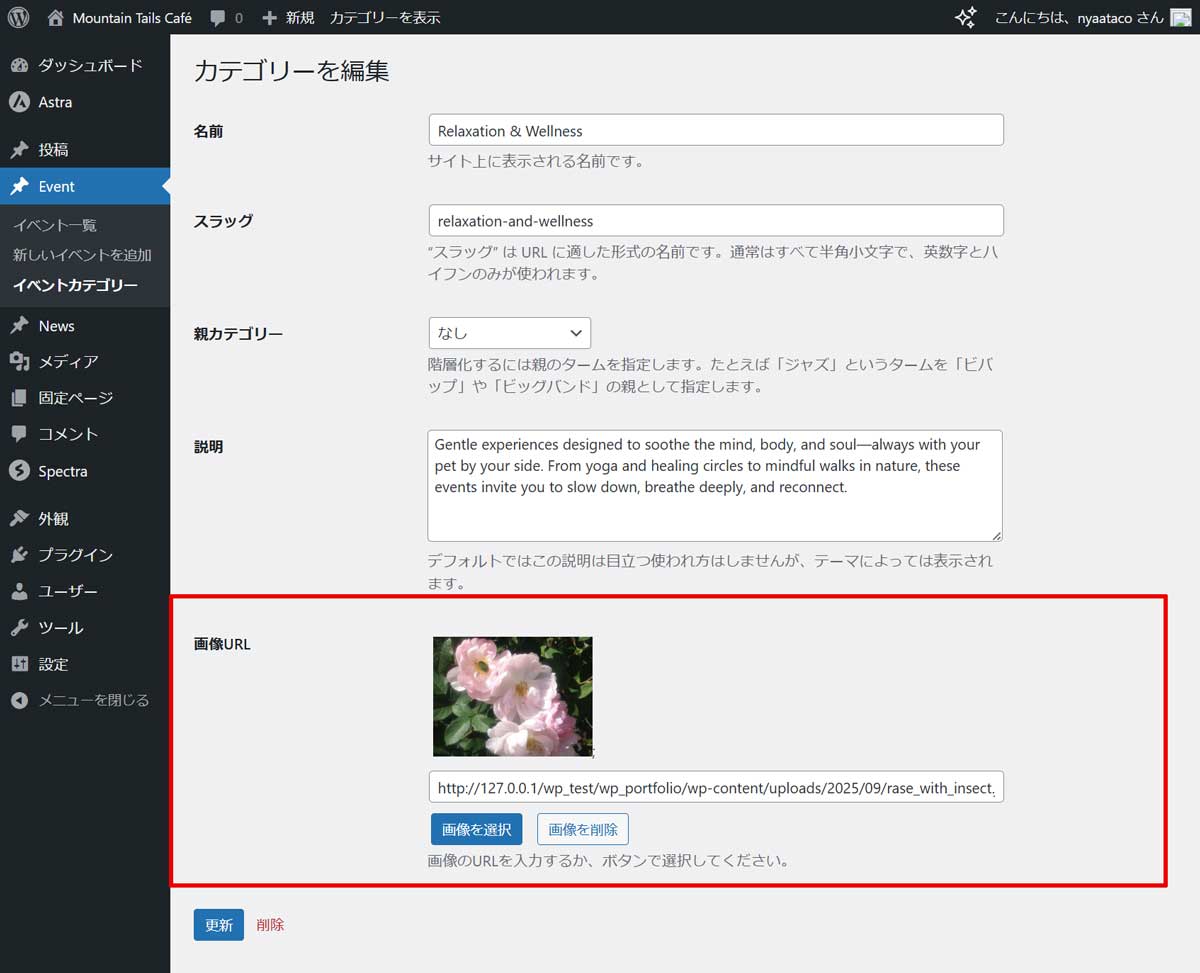 Mountain Tails Café
0
新規
カテゴリーを表示
こんにちは、nyaataco さん
ダッシュボード
Astra
投稿
Event
イベント一覧
新しいイベントを追加
イベントカテゴリー
News
メディア
固定ページ
コメント
Spectra
外観
プラグイン
ユーザー
ツール
設定
メニューを閉じる
カテゴリーを編集
名前
Relaxation & Wellness
サイト上に表示される名前です。
スラッグ
relaxation-and-wellness
“スラッグ” は URL に適した形式の名前です。通常はすべて半角小文字で、英数字とハ
イフンのみが使われます。
親カテゴリー
なし
階層化するには親のタームを指定します。たとえば「ジャズ」というタームを「ビバ
ップ」や「ビッグバンド」の親として指定します。
説明
Gentle experiences designed to soothe the mind, body, and soul—always with your
pet by your side. From yoga and healing circles to mindful walks in nature, these
events invite you to slow down, breathe deeply, and reconnect.
デフォルトではこの説明は目立つ使われ方はしませんが、テーマによっては表示され
ます。
画像URL
;
http://127.0.0.1/wp_test/wp_portfolio/wp-content/uploads/2025/09/rase_with_insect.
画像を選択
画像を削除
画像のURLを入力するか、ボタンで選択してください。
更新
削除